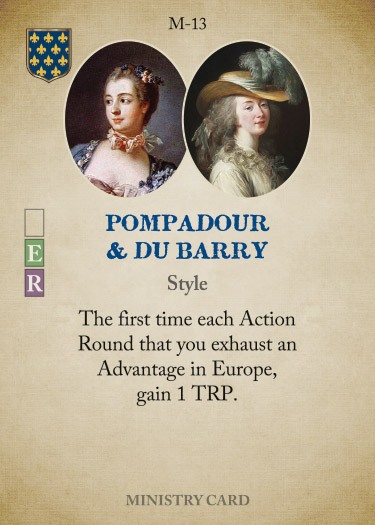 M-13
E
R
POMPADOUR
& DU BARRY
Style
The first time each Action
Round that you exhaust an
Advantage in Europe,
gain 1 TRP.
MINISTRY CARD